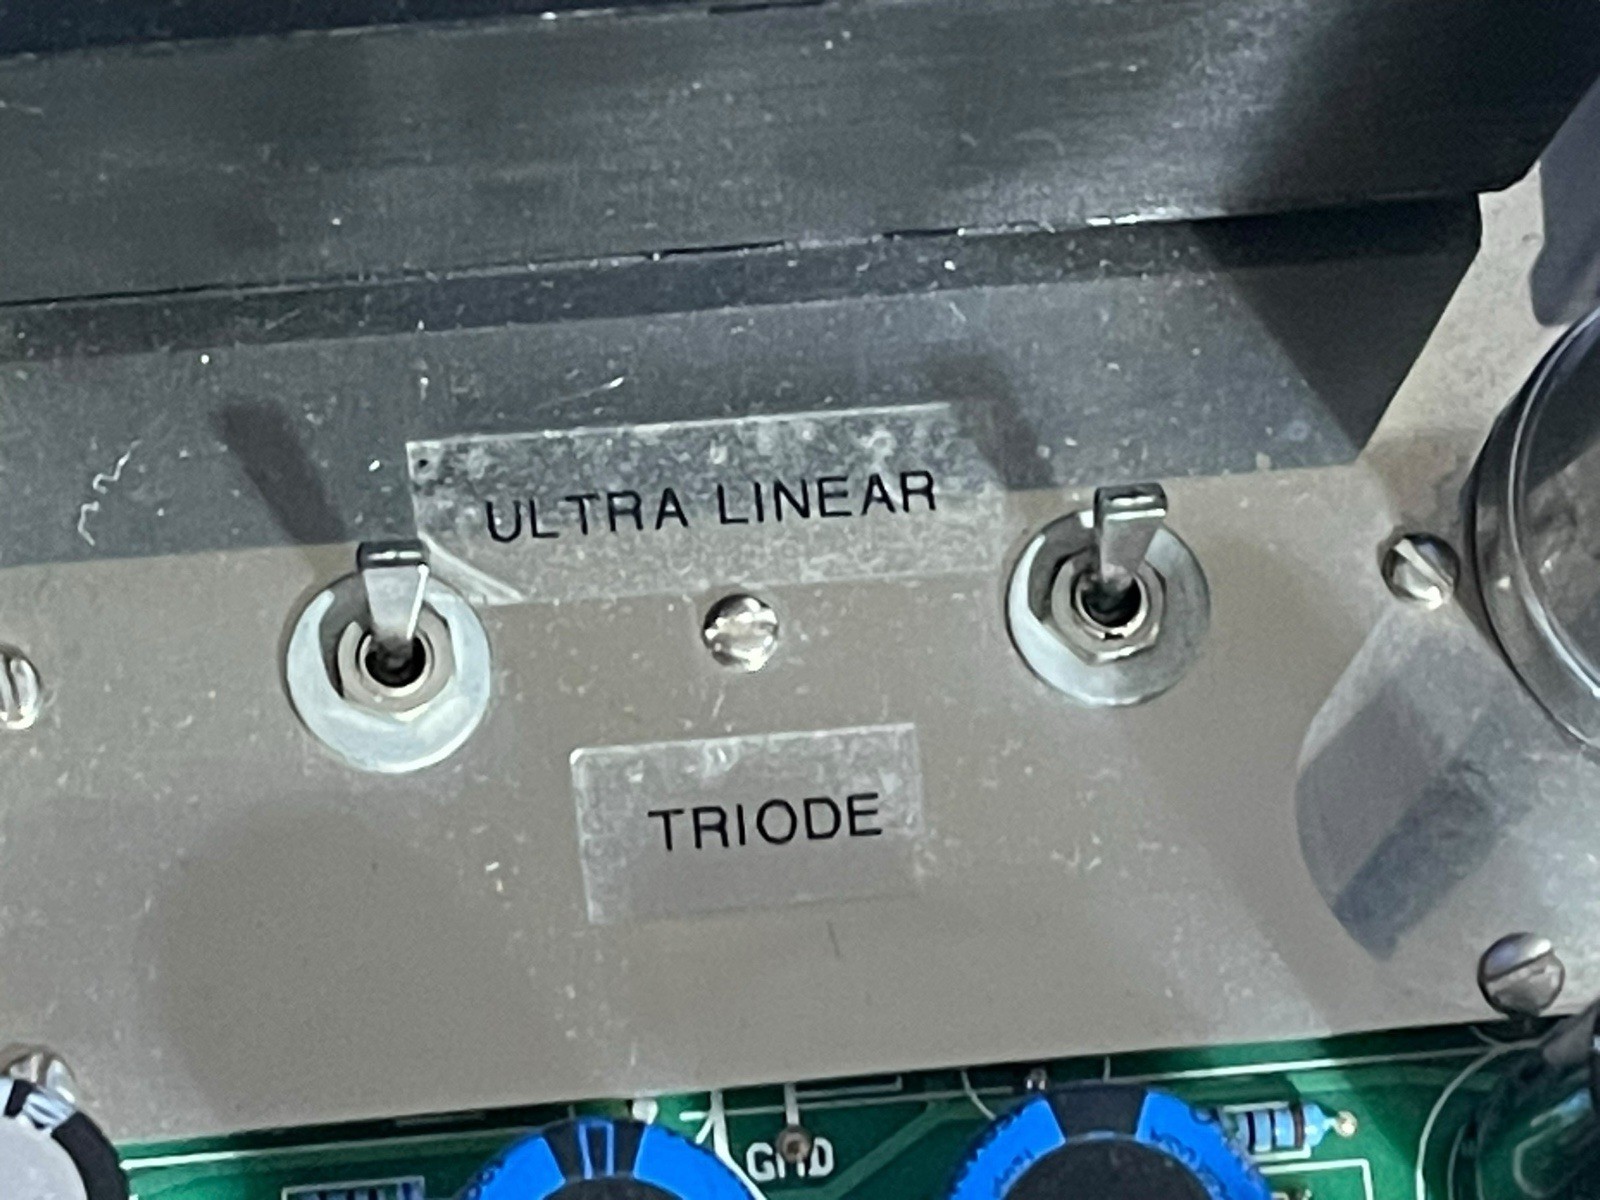 ULTRA LINEAR
TRIODE
GND